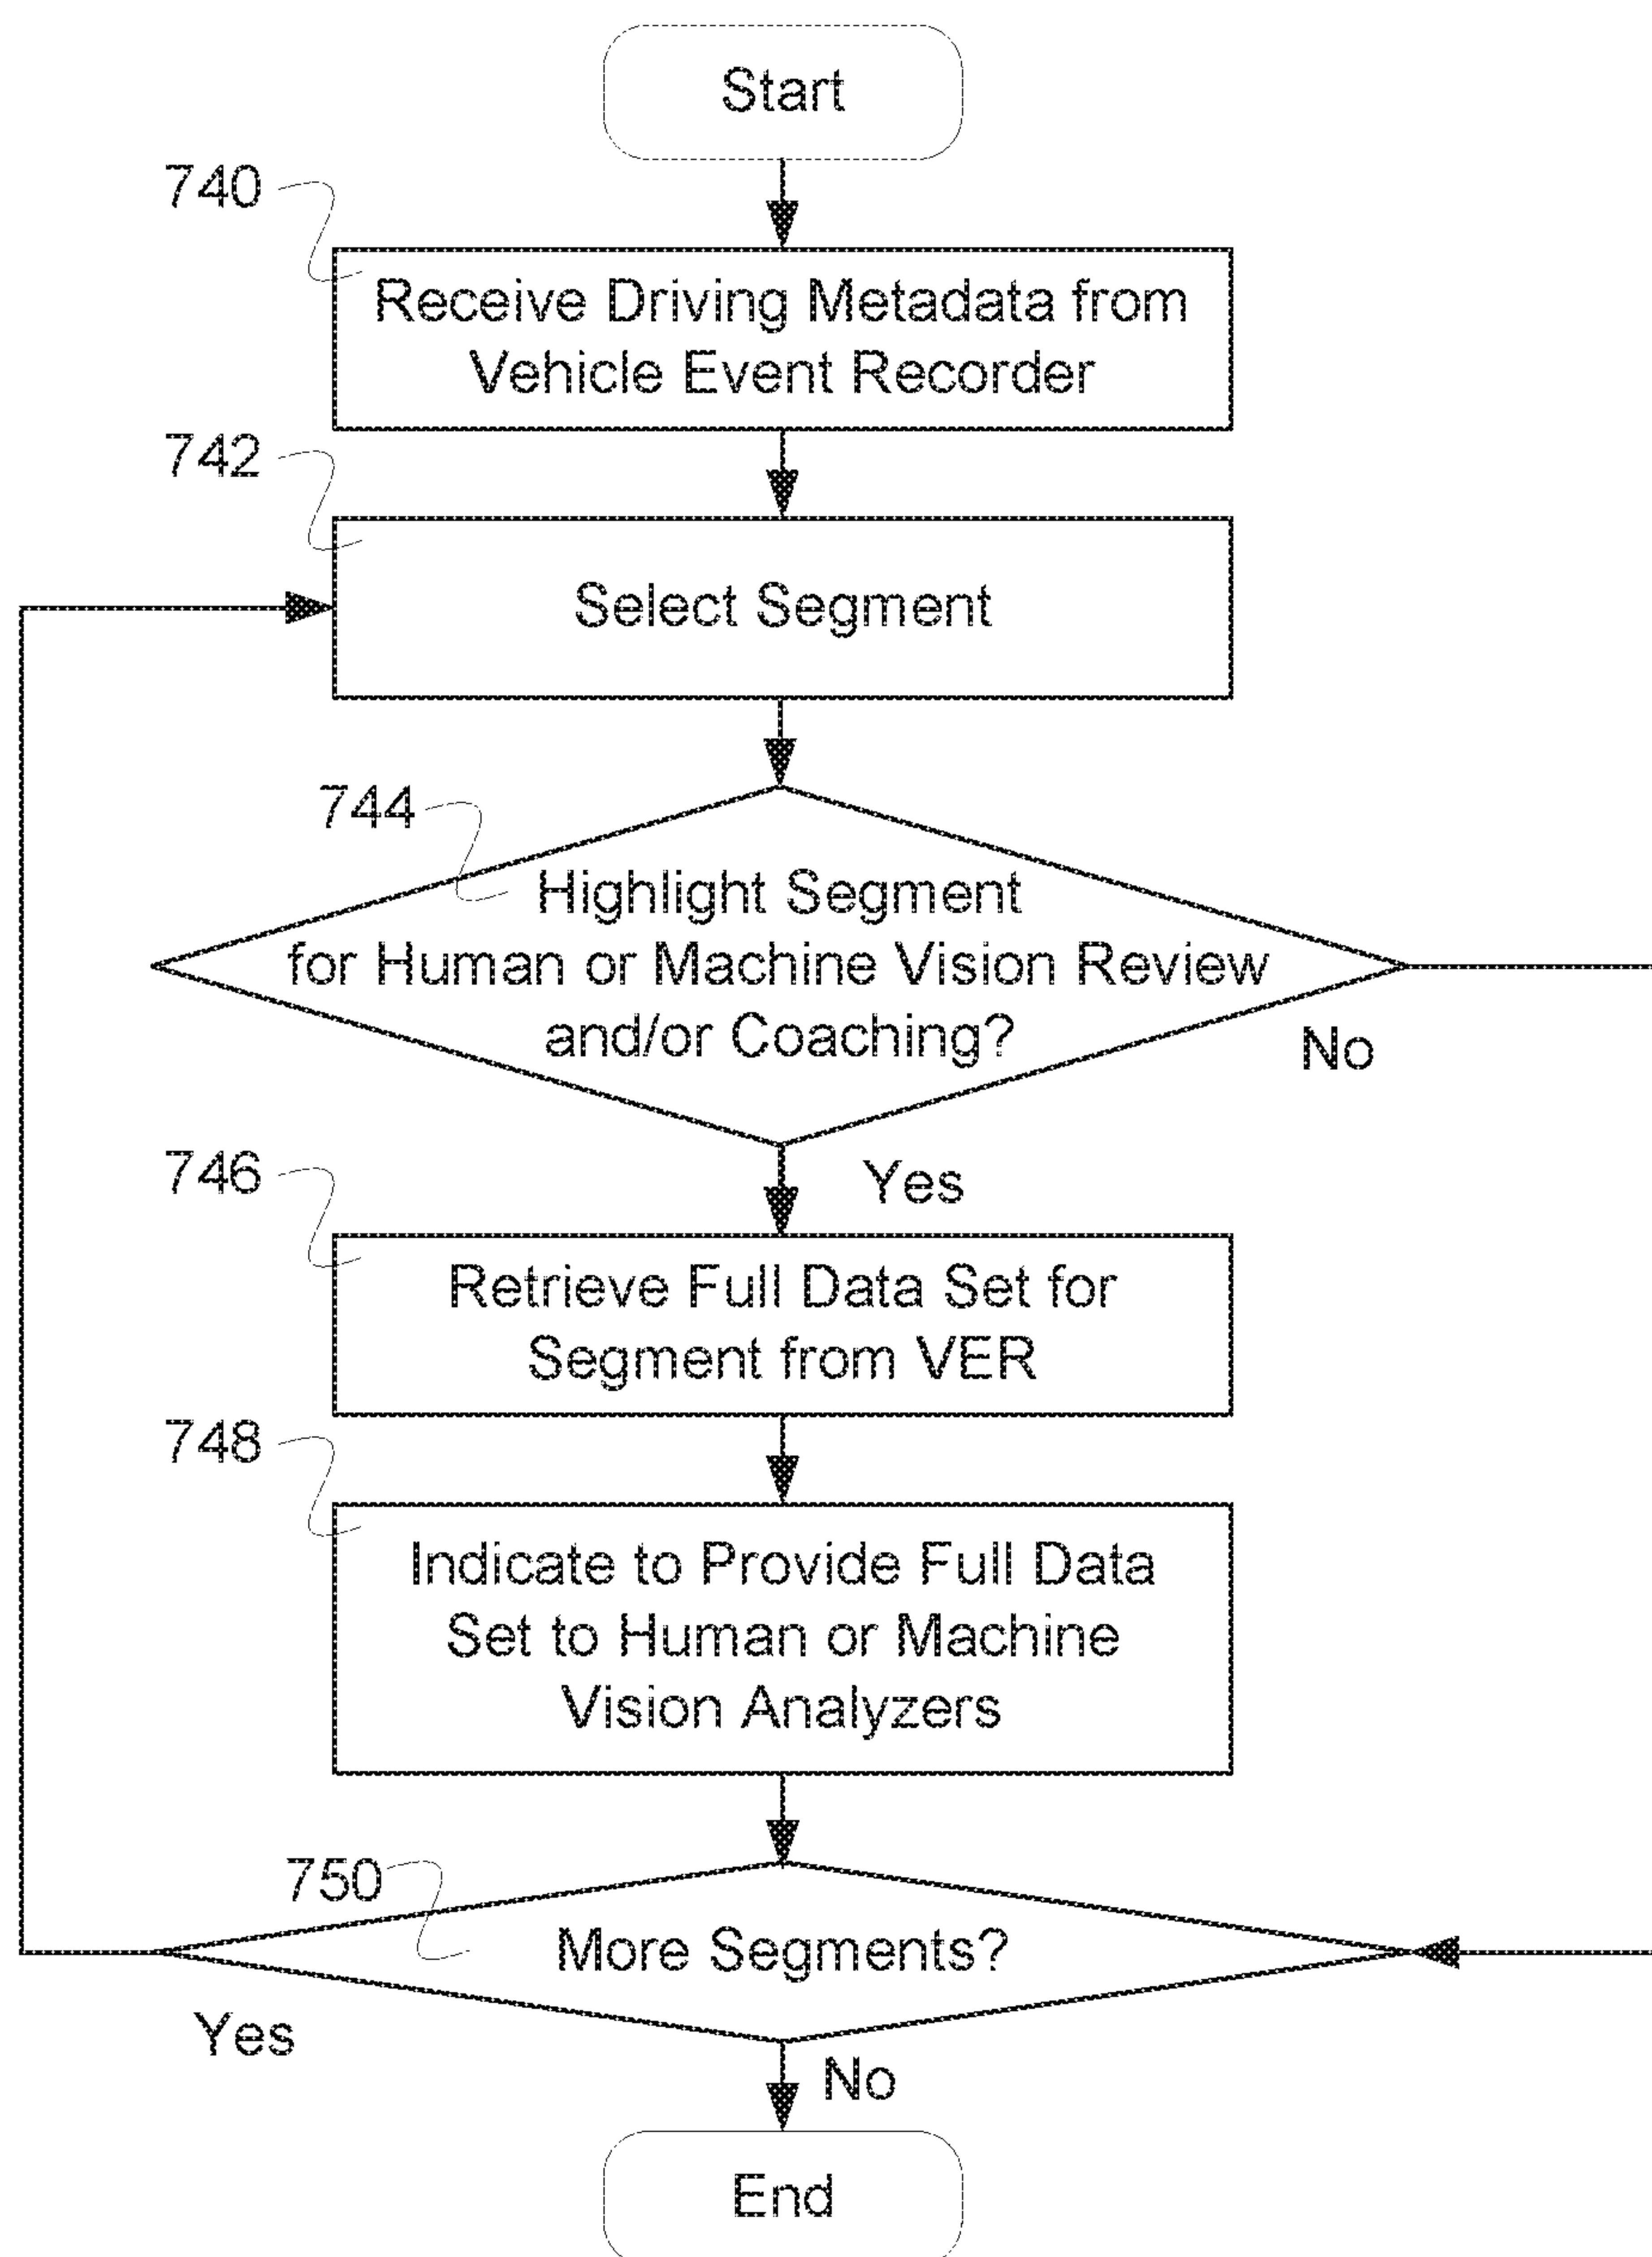 Start
740
Receive Driving Metadata from
Vehicle Event Recorder
742
Select Segment
744
Highlight Segment
for Human or Machine Vision Review
and/or Coaching?
No
746
Yes
Retrieve Full Data Set for
Segment from VER
748
Indicate to Provide Full Data
Set to Human or Machine
Vision Analyzers
750
More Segments?
Yes
No
End